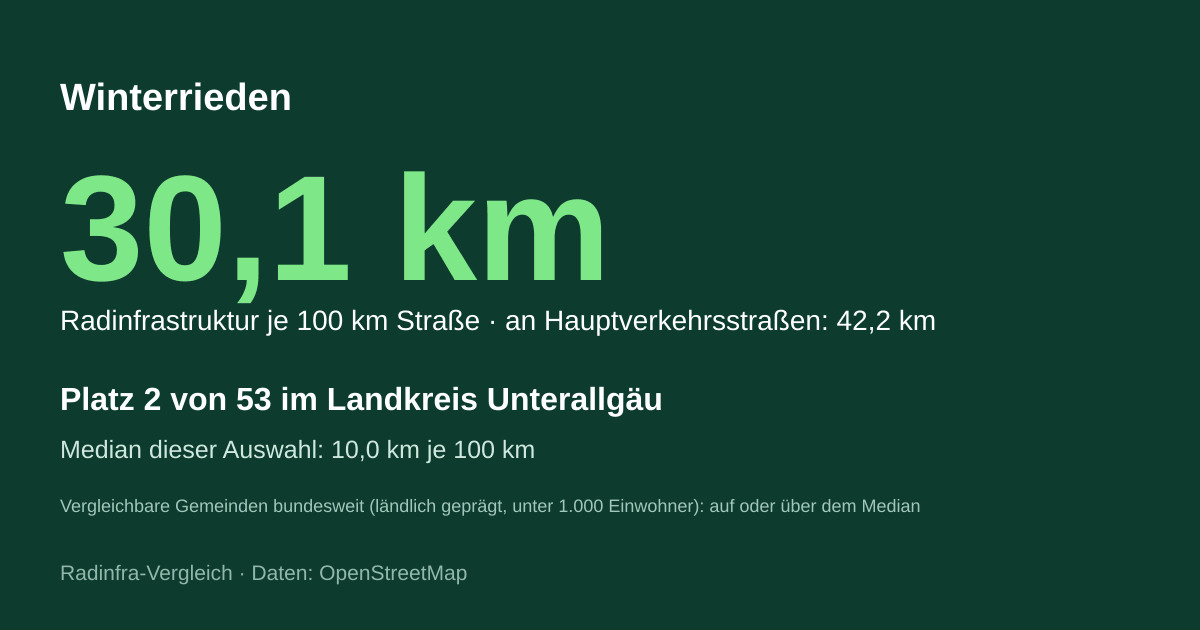 Winterrieden
30,1 km
Radinfrastruktur je 100 km Straße · an Hauptverkehrsstraßen: 42,2 km
Platz 2 von 53 im Landkreis Unterallgäu
Median dieser Auswahl: 10,0 km je 100 km
Vergleichbare Gemeinden bundesweit (ländlich geprägt, unter 1.000 Einwohner): auf oder über dem Median
Radinfra-Vergleich · Daten: OpenStreetMap